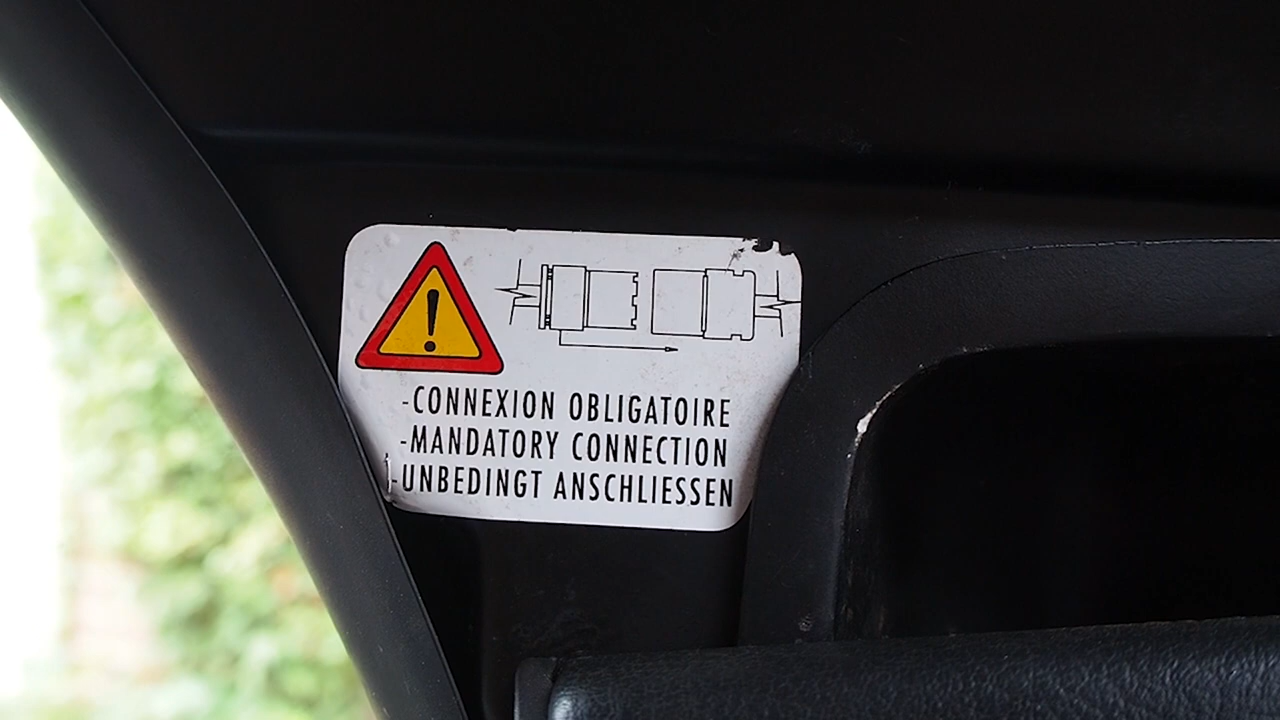 -CONNEXION OBLIGATOIRE
-MANDATORY CONNECTION
-UNBEDINGT ANSCHLIESSEN